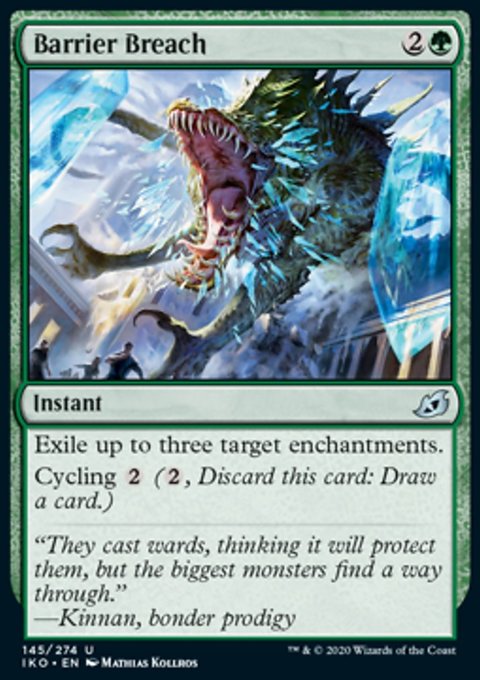 Barrier Breach 2
Instant
Exile up to three target enchantments.
Cycling 2 (2, Discard this card: Draw
a card.)
“They cast wards, thinking it will protect
them, but the biggest monsters find a way
through.”
—Kinnan, bonder prodigy
145/274 U
IKO • EN Mathias Kollros
™ & © 2020 Wizards of the Coast